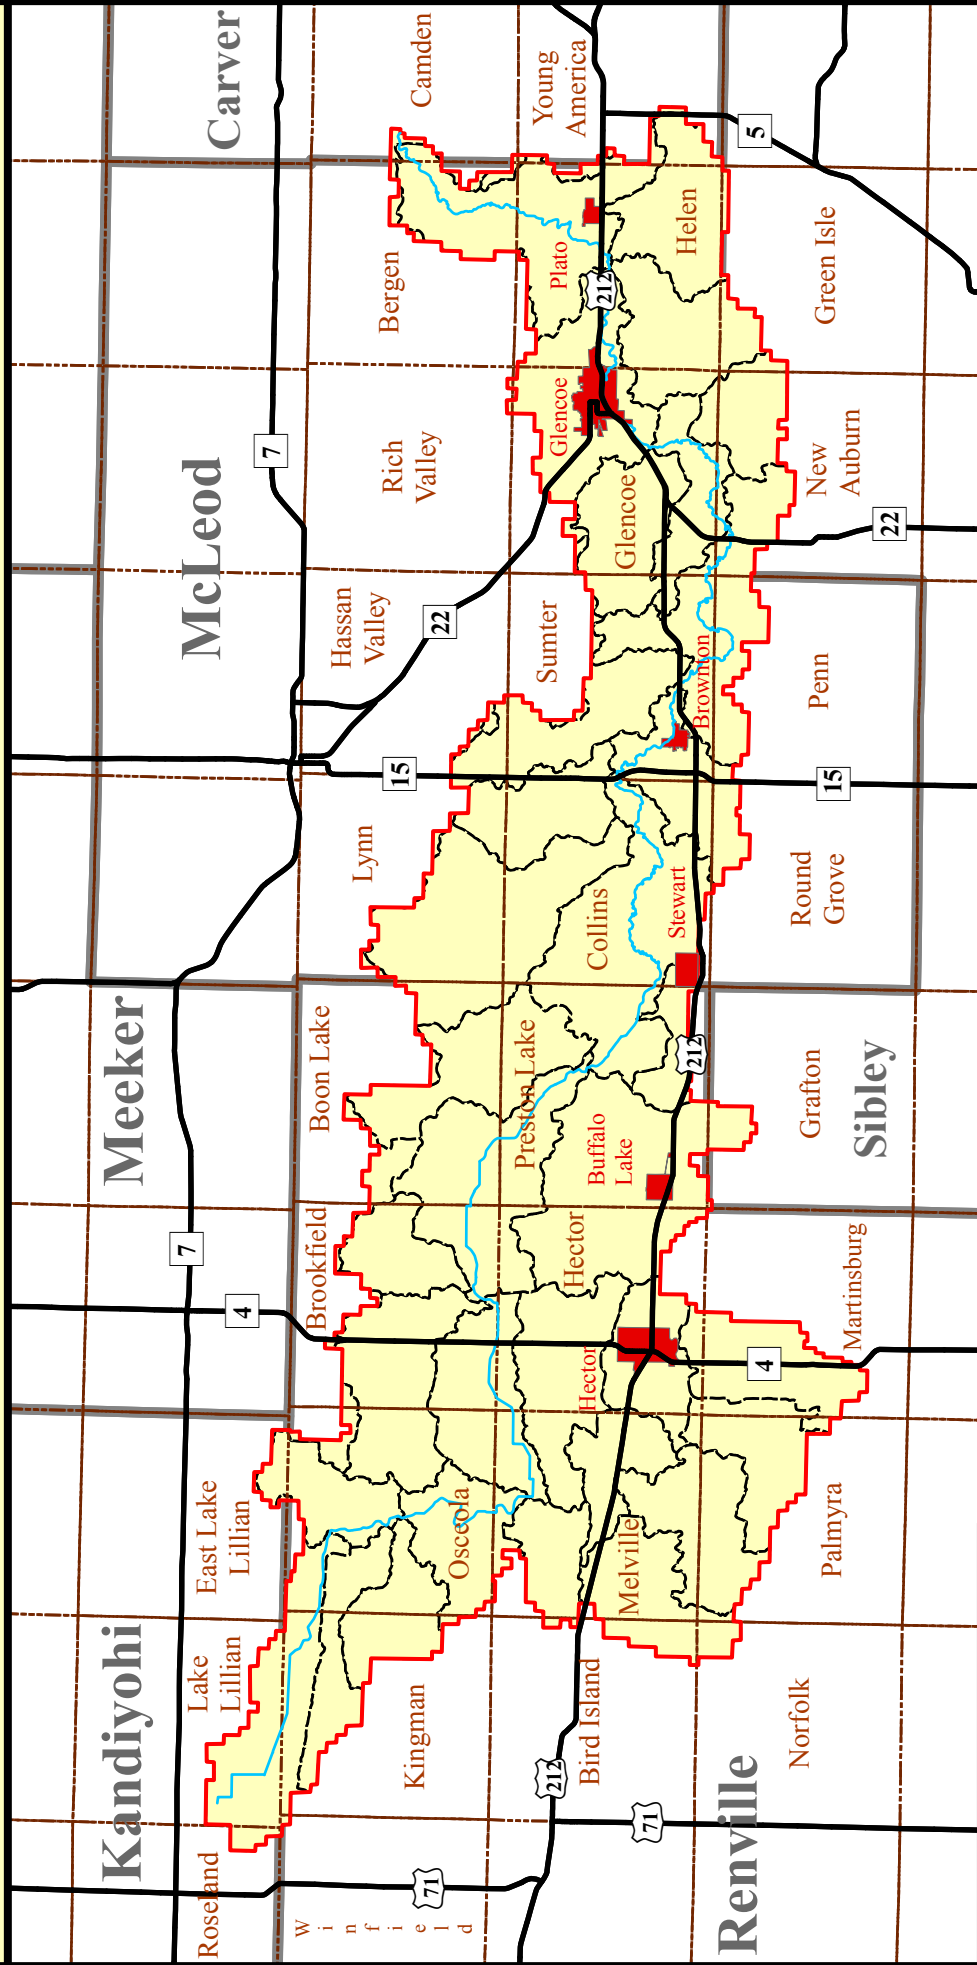 Kandiyohi
Meeker
McLeod
Carver
Renville
Sibley
Roseland
Lake
Lillian
East Lake
Lillian
Winfield
Kingman
Osceola
Brookfield
Boon Lake
Lynn
Hassan
Valley
Rich
Valley
Bergen
Camden
Bird Island
Melville
Hector
Hector
Preston Lake
Buffalo
Lake
Collins
Stewart
Sumter
Brownton
Glencoe
Glencoe
Plato
Helen
Young
America
Norfolk
Palmyra
Martinsburg
Grafton
Round
Grove
Penn
New
Auburn
Green Isle
7
7
4
4
15
15
22
22
5
71
71
212
212
212